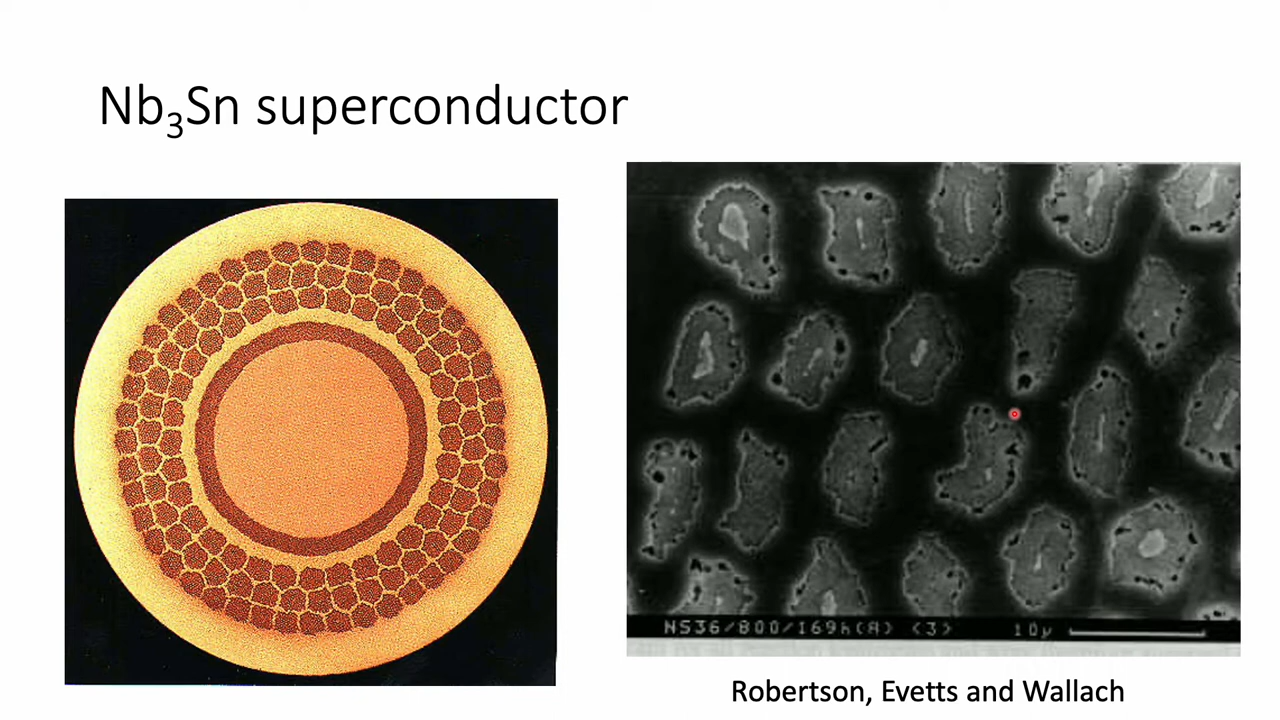 Nb₃Sn superconductor
NS36/800/169h(A) <3> 10μ
Robertson, Evetts and Wallach